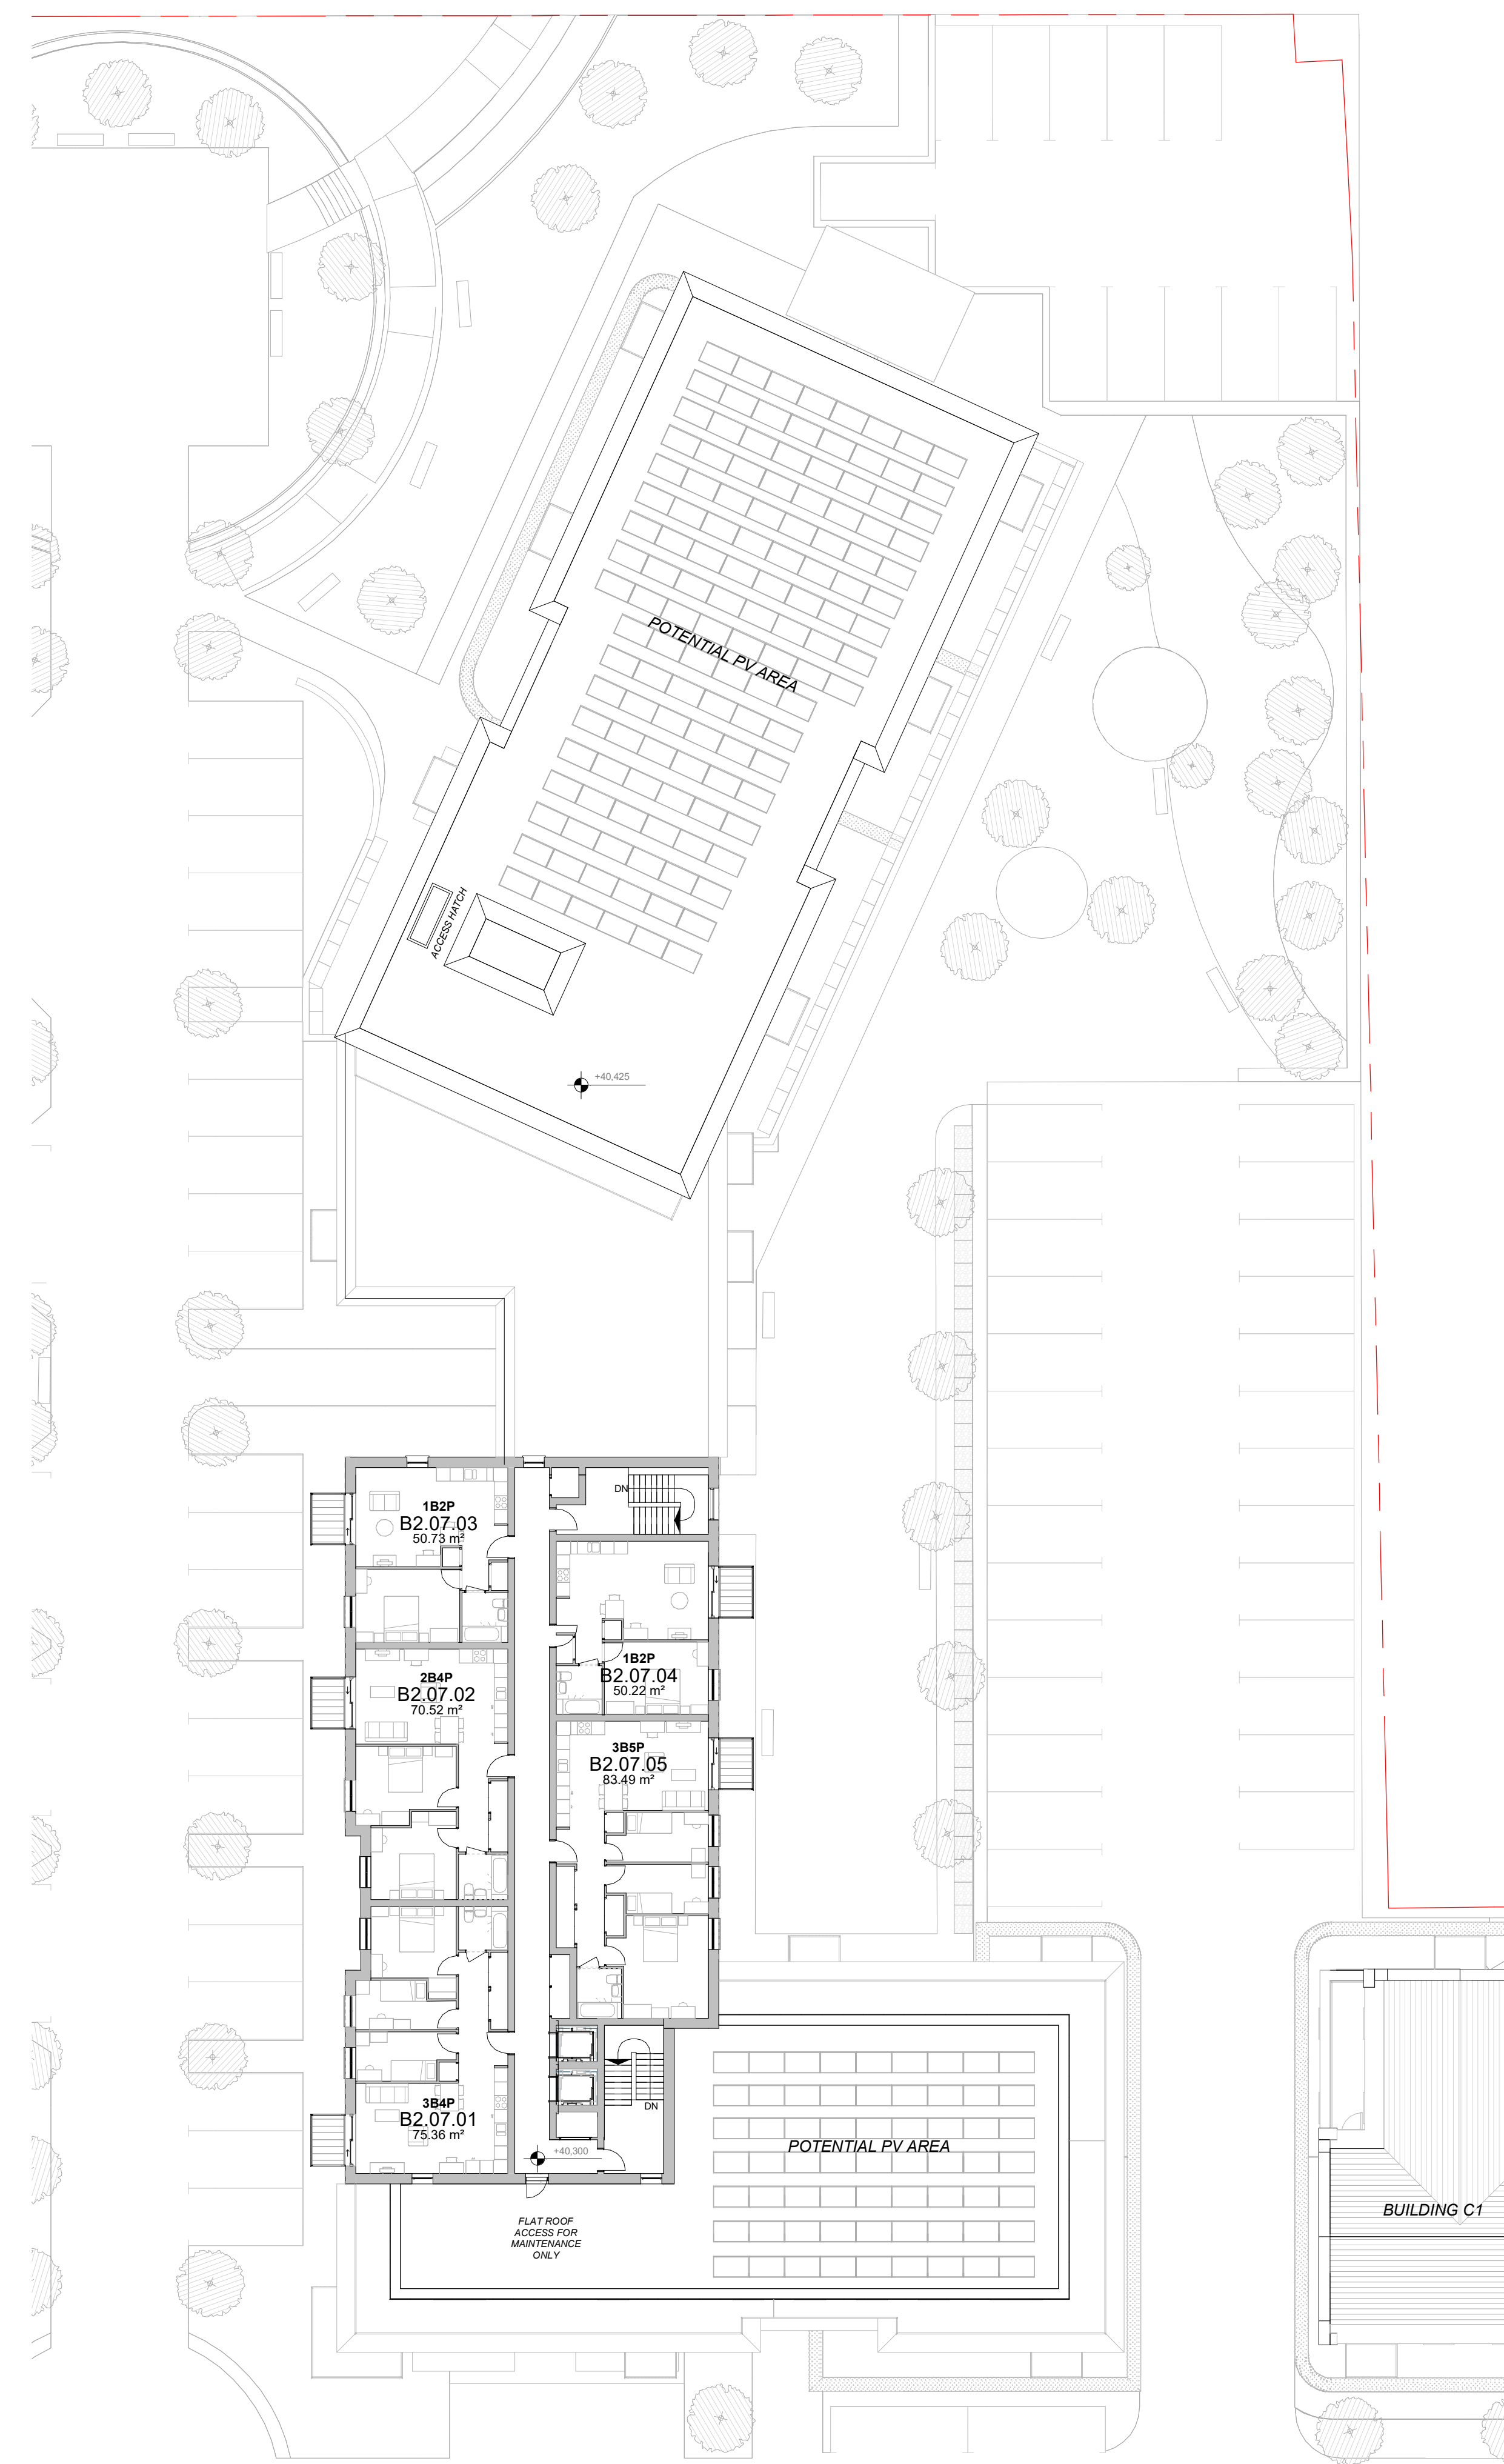 POTENTIAL PV AREA
ACCESS HATCH
+40,425
DN
1B2P
B2.07.03
50.73 m²
1B2P
B2.07.04
50.22 m²
2B4P
B2.07.02
70.52 m²
3B5P
B2.07.05
83.49 m²
3B4P
B2.07.01
75.36 m²
DN
+40,300
POTENTIAL PV AREA
BUILDING C1
FLAT ROOF
ACCESS FOR
MAINTENANCE
ONLY